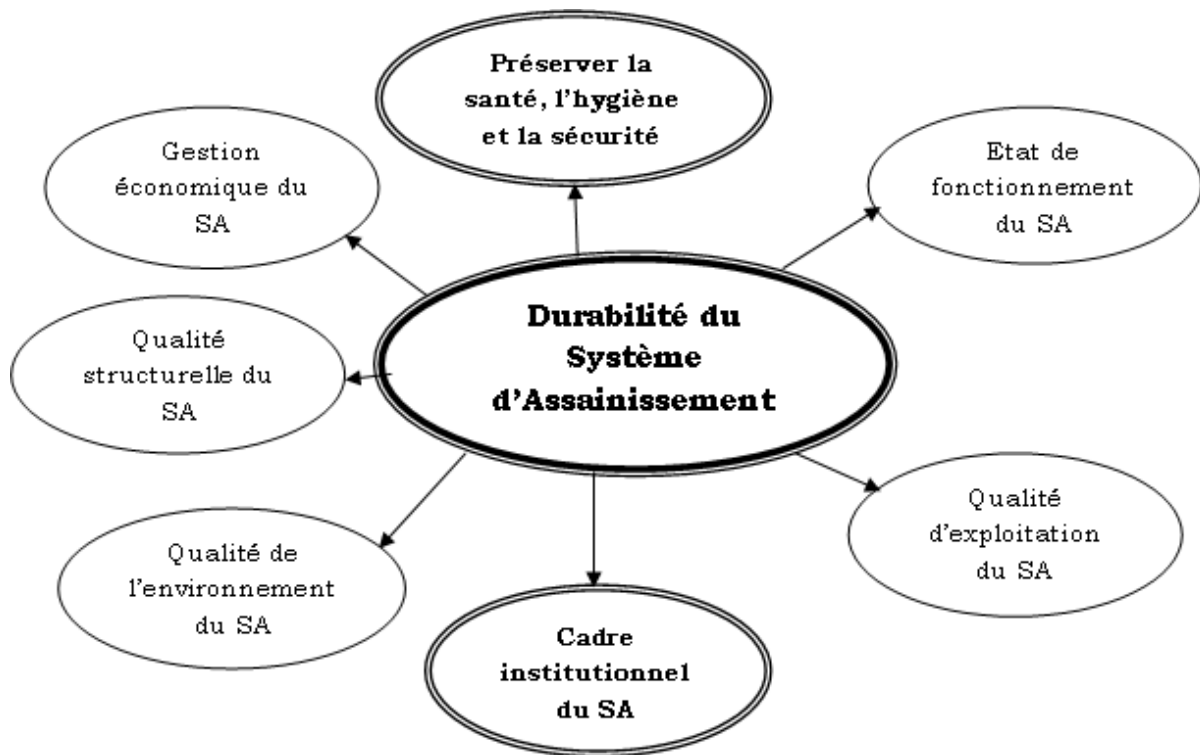 Préserver la
santé, l'hygiène
et la sécurité
Gestion
économique du
SA
Etat de
fonctionnement
du SA
Durabilité du
Système
d'Assainissement
Qualité
structurelle du
SA
Qualité
d'exploitation
du SA
Qualité de
l'environnement
du SA
Cadre
institutionnel
du SA